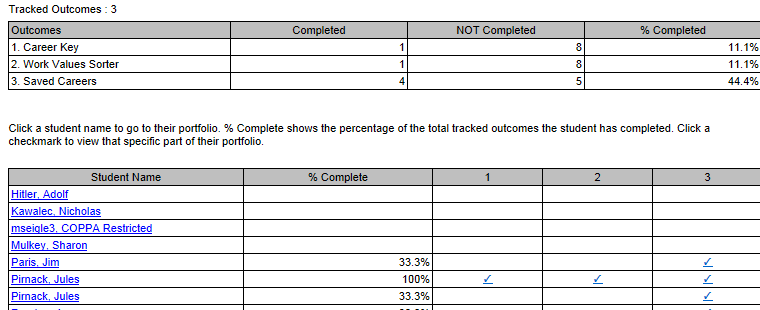 Tracked Outcomes : 3
Outcomes Completed NOT Completed % Completed
1. Career Key 1 8 11.1%
2. Work Values Sorter 1 8 11.1%
3. Saved Careers 4 5 44.4%
Click a student name to go to their portfolio. % Complete shows the percentage of the total tracked outcomes the student has completed. Click a
checkmark to view that specific part of their portfolio.
Student Name % Complete 1 2 3
Hitler, Adolf
Kawalec, Nicholas
mseigle3, COPPA Restricted
Mulkey, Sharon
Paris, Jim 33.3% ✓
Pirnack, Jules 100% ✓ ✓ ✓
Pirnack, Jules 33.3% ✓